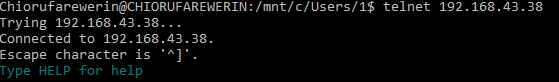 Chiorufarewerin@CHIORUFAREWERIN:/mnt/c/Users/1$ telnet 192.168.43.38
Trying 192.168.43.38...
Connected to 192.168.43.38.
Escape character is '^]'.
Type HELP for help